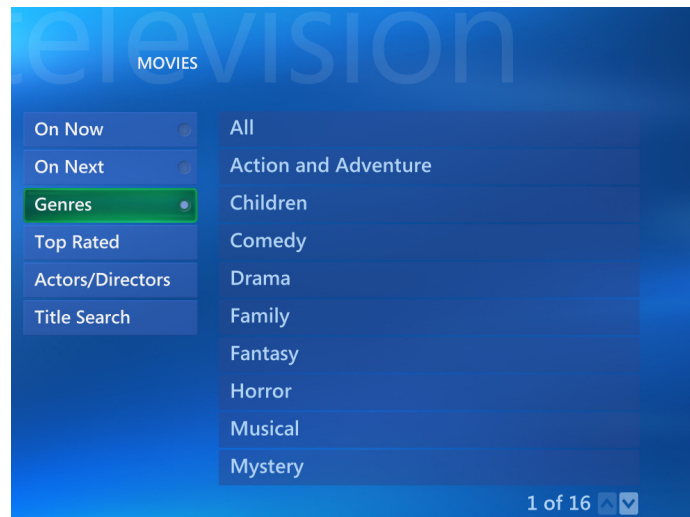 television
MOVIES
On Now
On Next
Genres
Top Rated
Actors/Directors
Title Search
All
Action and Adventure
Children
Comedy
Drama
Family
Fantasy
Horror
Musical
Mystery
1 of 16